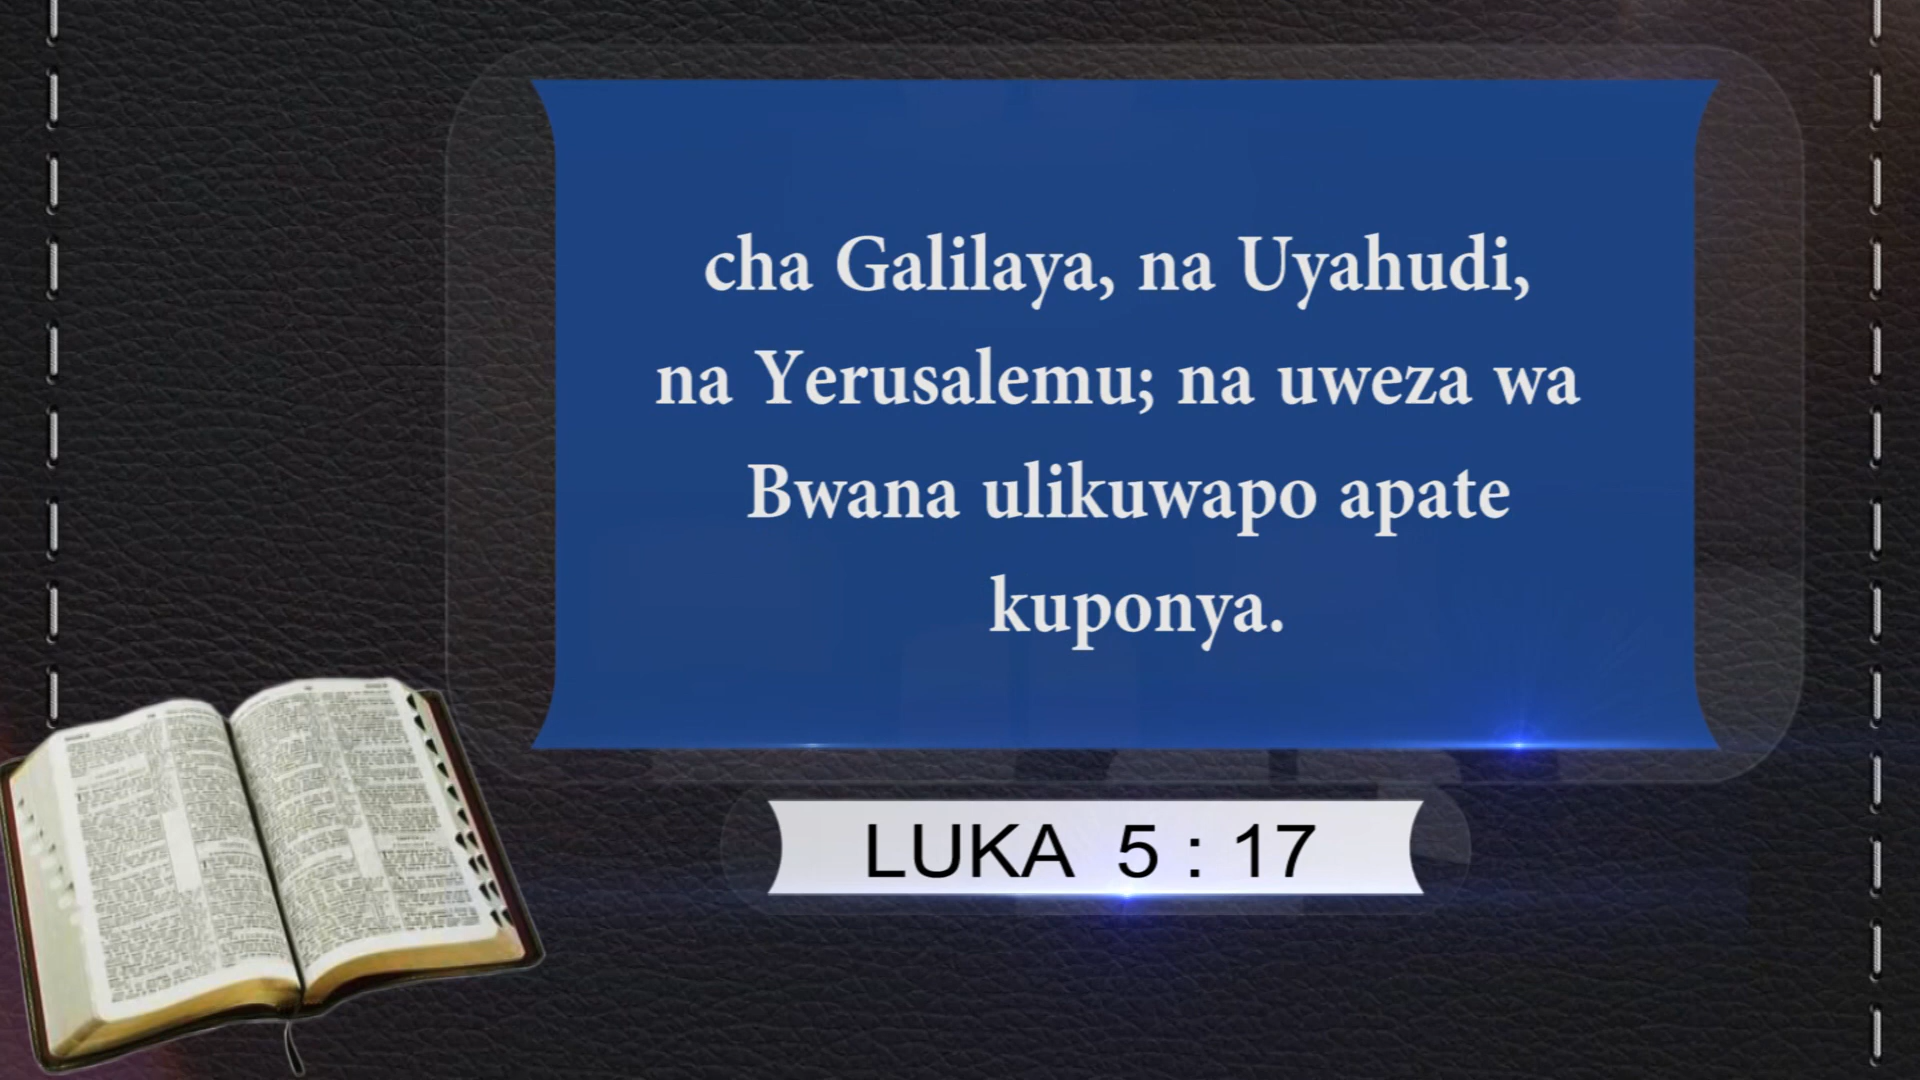 cha Galilaya, na Uyahudi,
na Yerusalemu; na uweza wa
Bwana ulikuwapo apate
kuponya.
LUKA 5 : 17